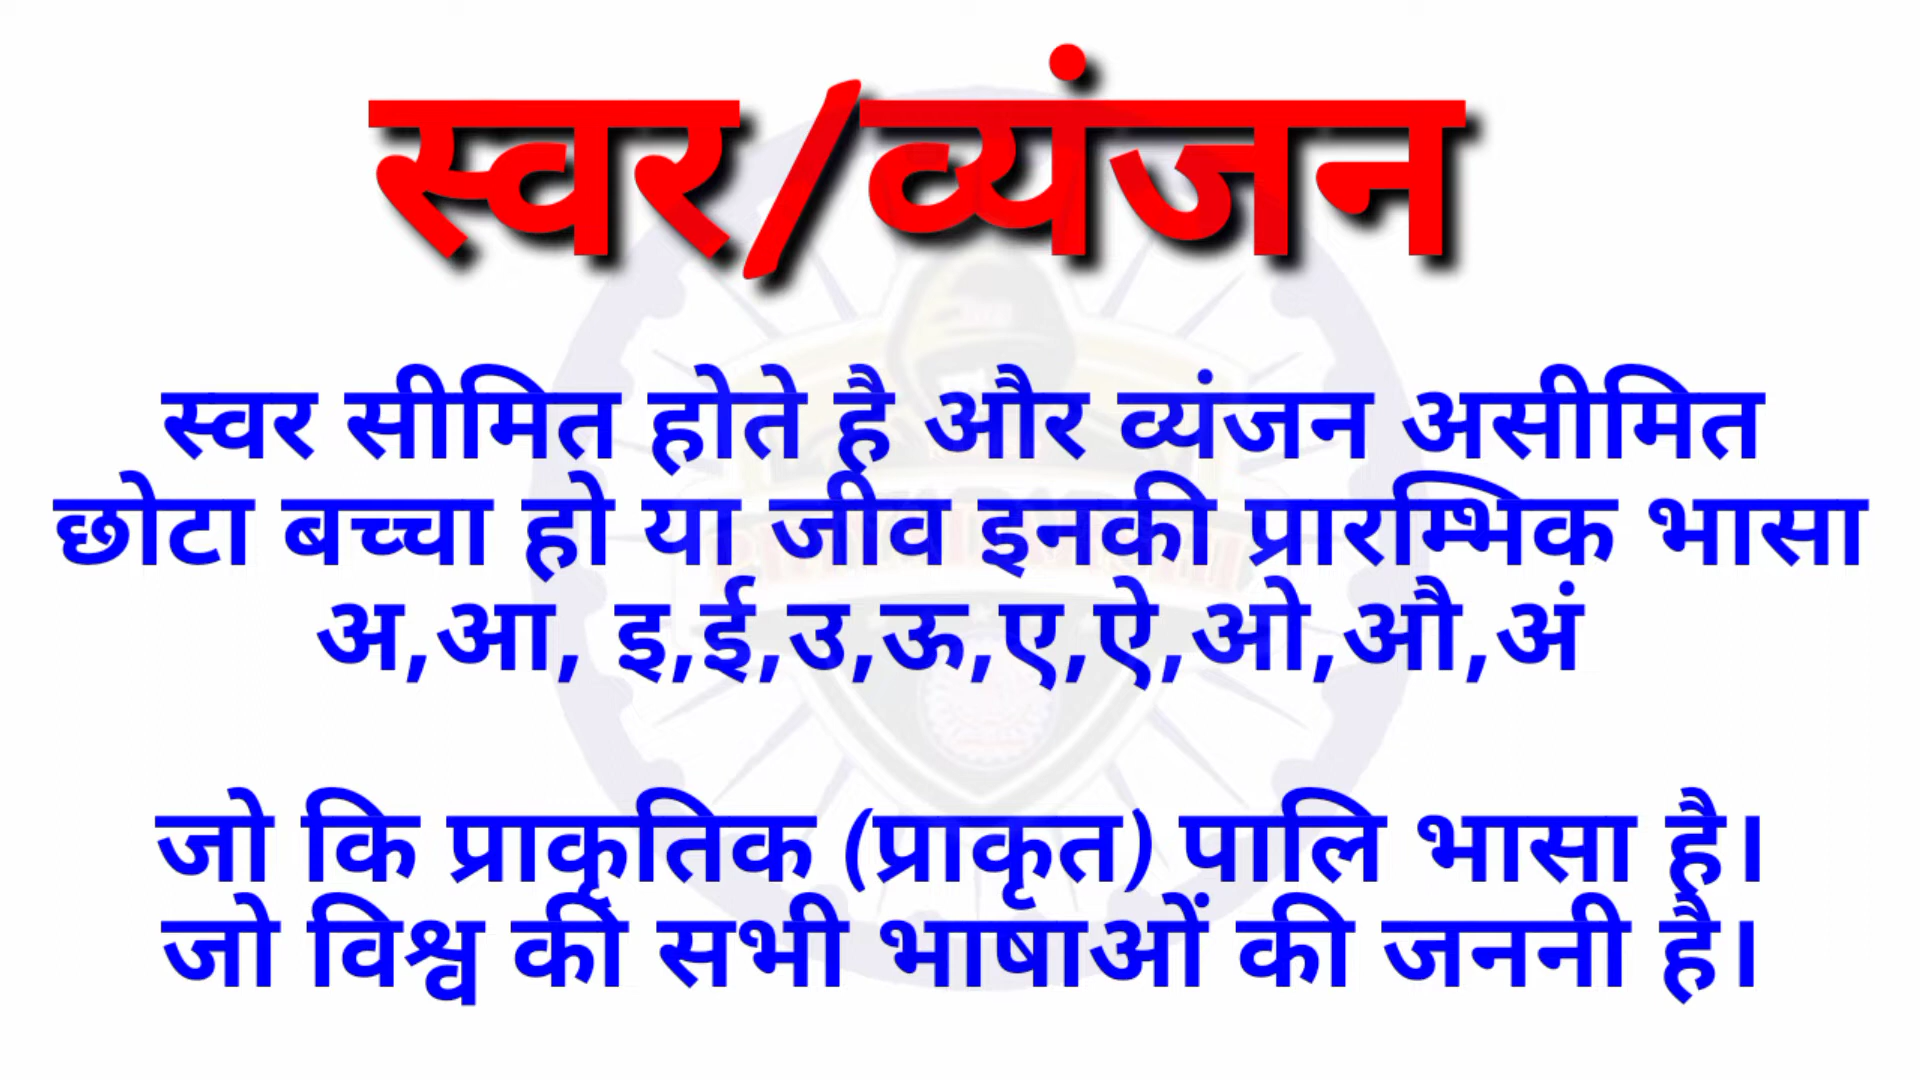 स्वर/व्यंजन
स्वर सीमित होते है और व्यंजन असीमित
छोटा बच्चा हो या जीव इनकी प्रारम्भिक भासा
अ,आ, इ,ई,उ,ऊ,ए,ऐ,ओ,औ,अं
जो कि प्राकृतिक (प्राकृत) पालि भासा है।
जो विश्व की सभी भाषाओं की जननी है।